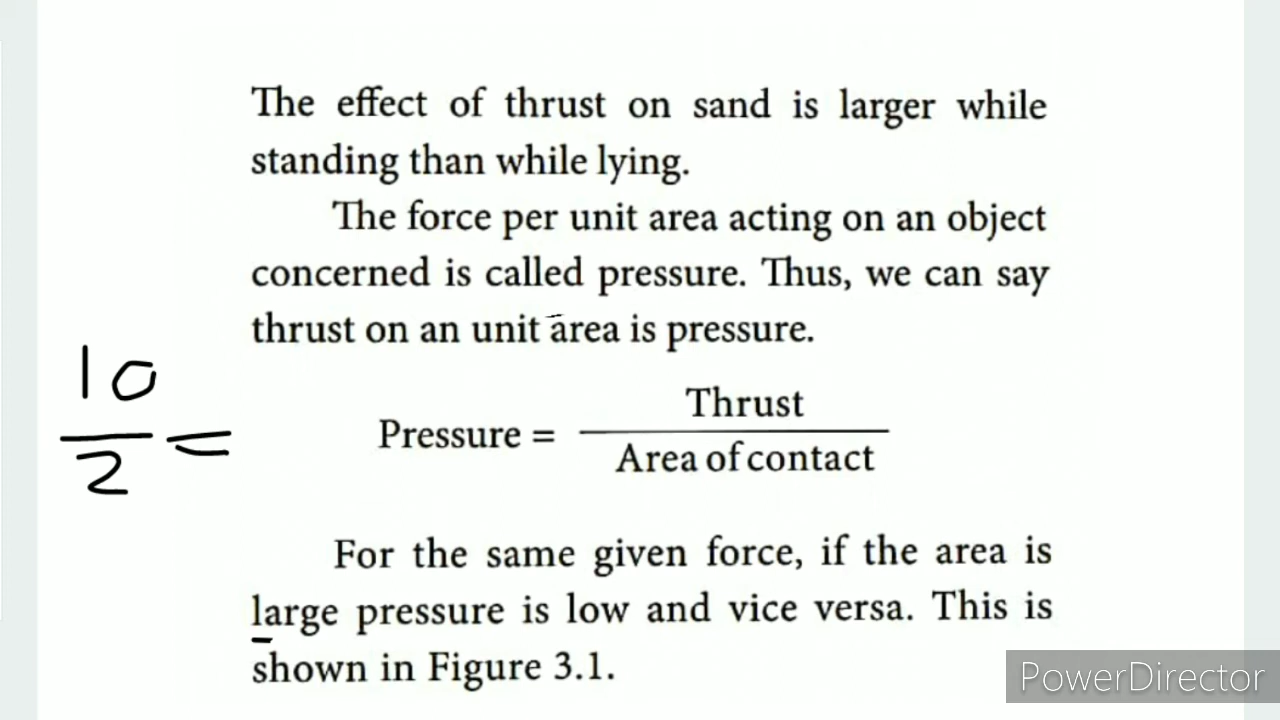 The effect of thrust on sand is larger while
standing than while lying.
The force per unit area acting on an object
concerned is called pressure. Thus, we can say
thrust on an unit area is pressure.
10
2
=
Pressure = Thrust
Area of contact
For the same given force, if the area is
large pressure is low and vice versa. This is
shown in Figure 3.1.
PowerDirector